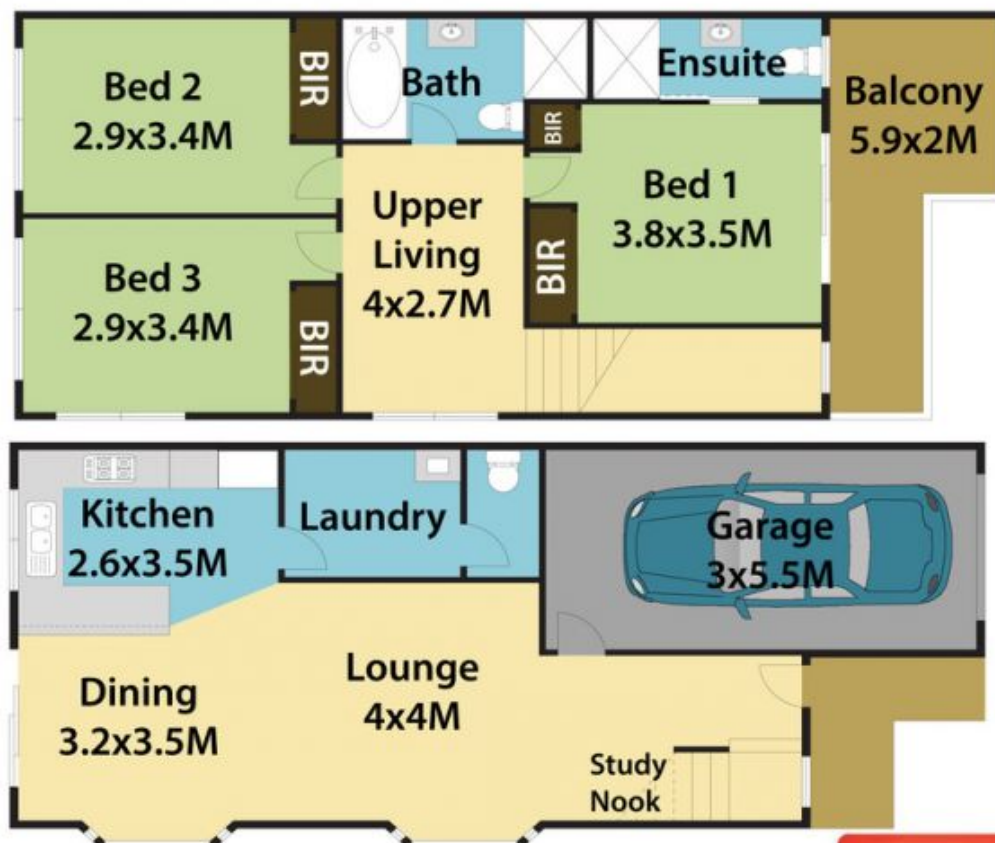 Bed 2
2.9x3.4M
BIR
Bath
Ensuite
Balcony
5.9x2M
BIR
Bed 1
3.8x3.5M
BIR
Upper
Living
4x2.7M
Bed 3
2.9x3.4M
BIR
Kitchen
2.6x3.5M
Laundry
Garage
3x5.5M
Dining
3.2x3.5M
Lounge
4x4M
Study
Nook